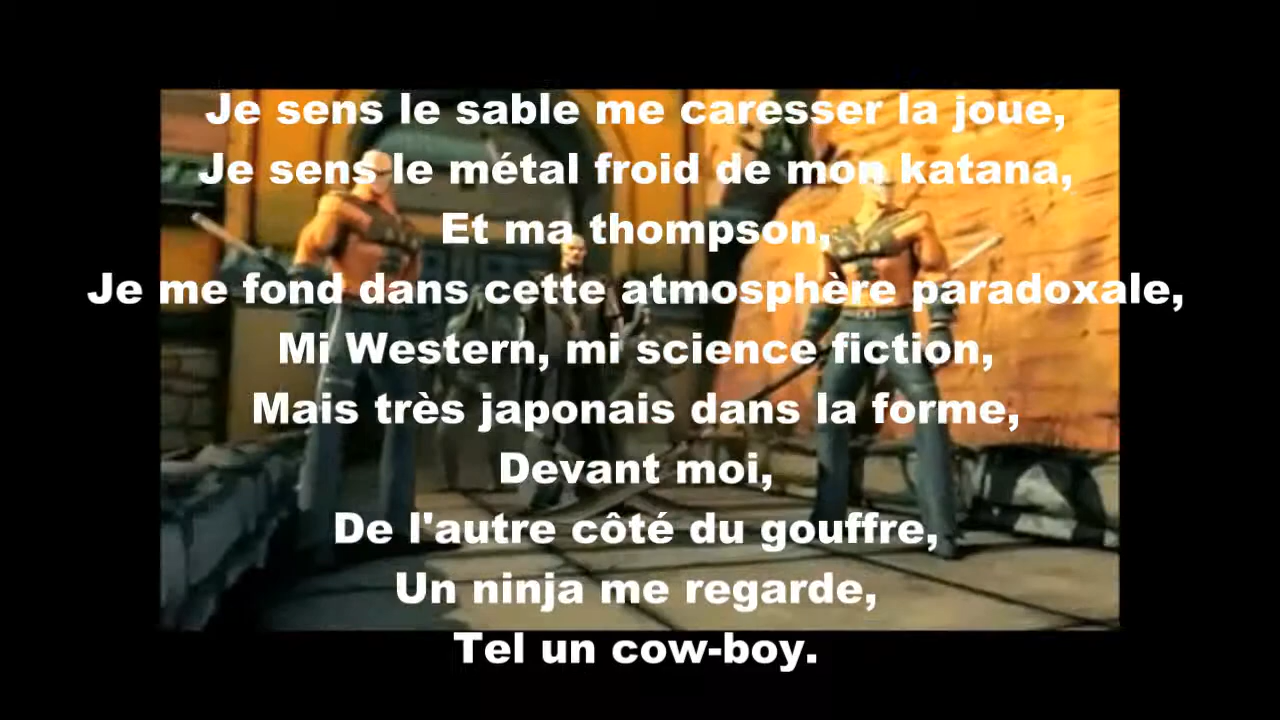 Je sens le sable me caresser la joue,
Je sens le métal froid de mon katana,
Et ma thompson,
Je me fond dans cette atmosphère paradoxale,
Mi Western, mi science fiction,
Mais très japonais dans la forme,
Devant moi,
De l'autre côté du gouffre,
Un ninja me regarde,
Tel un cow-boy.